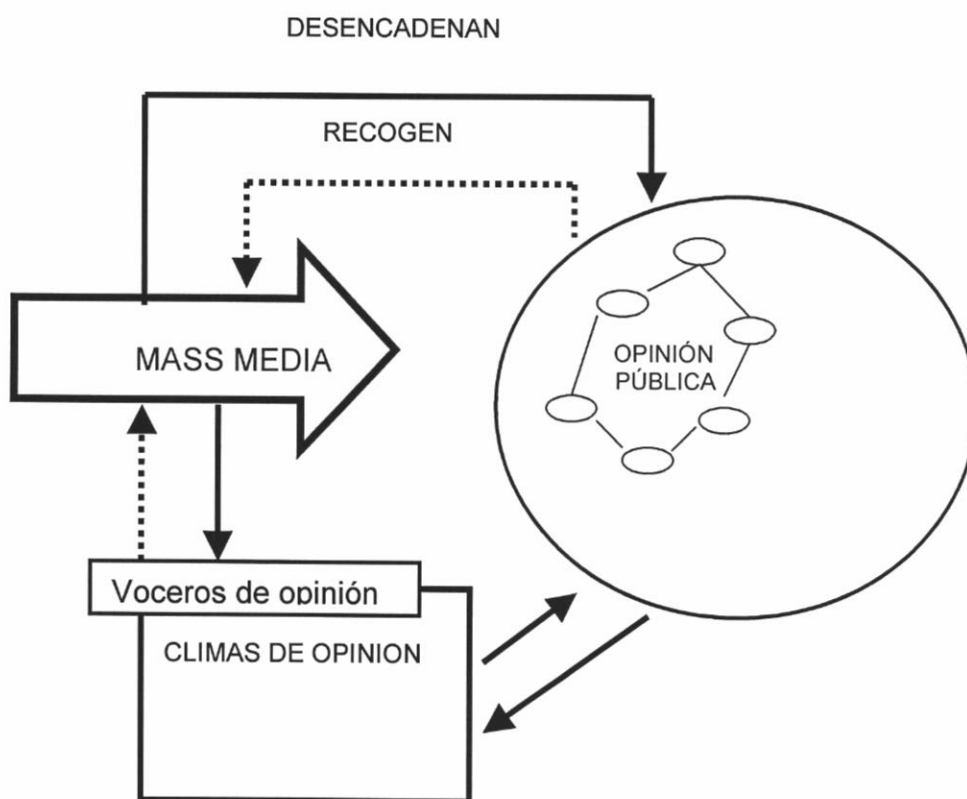 DESENCADENAN
RECOGEN
MASS MEDIA
OPINIÓN
PÚBLICA
Voceros de opinión
CLIMAS DE OPINION